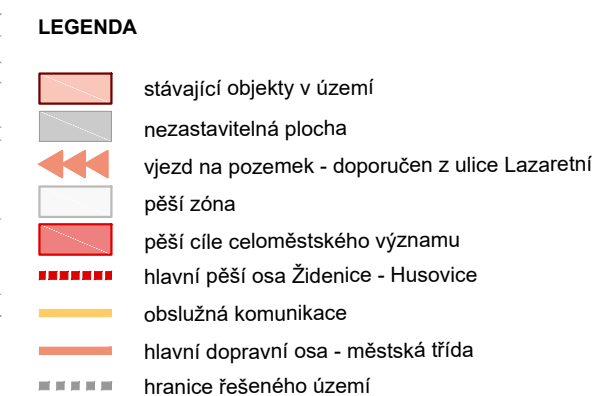 LEGENDA
stávající objekty v území
nezastavitelná plocha
vjezd na pozemek - doporučen z ulice Lazaretní
pěší zóna
pěší cíle celoměstského významu
hlavní pěší osa Židenice - Husovice
obslužná komunikace
hlavní dopravní osa - městská třída
hranice řešeného území